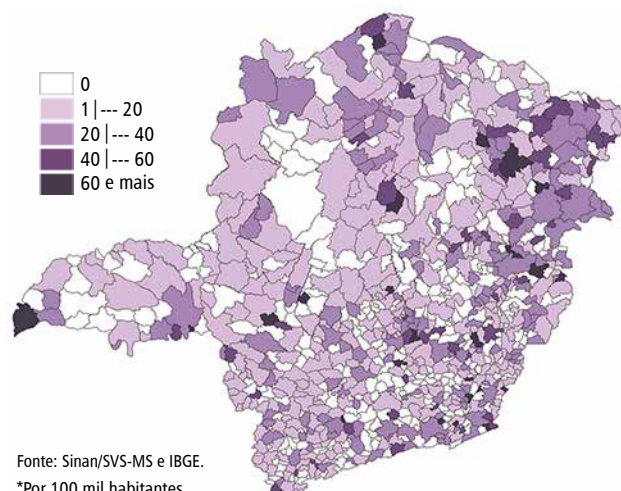 0
1|--- 20
20|--- 40
40|--- 60
60 e mais
Fonte: Sinan/SVS-MS e IBGE.
*Por 100 mil habitantes